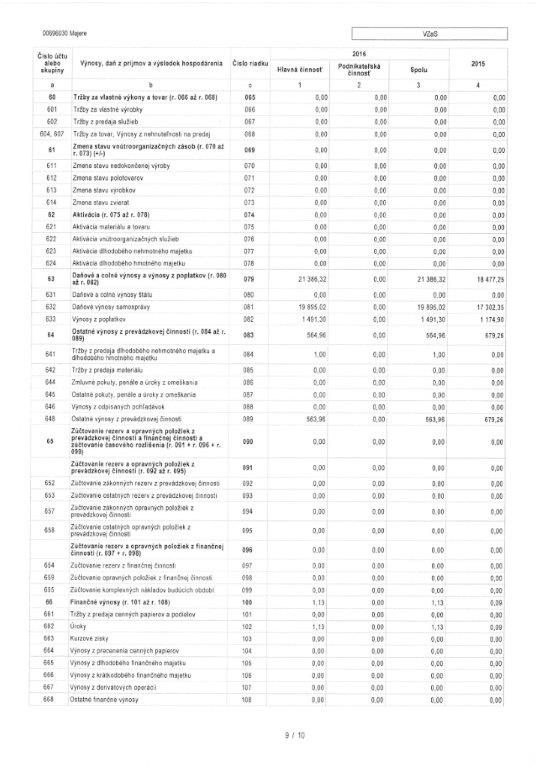 00696030 Majere
VZaS
Číslo účtu alebo skupiny Výnosy, daň z príjmov a výsledok hospodárenia Číslo riadku 2016 2015
Hlavná činnosť Podnikateľská činnosť Spolu
a b c 1 2 3 4
60 Tržby za vlastné výkony a tovar (r. 066 až r. 068) 065 0,00 0,00 0,00 0,00
601 Tržby za vlastné výrobky 066 0,00 0,00 0,00 0,00
602 Tržby z predaja služieb 067 0,00 0,00 0,00 0,00
604, 607 Tržby za tovar, Výnosy z nehnuteľnosti na predaj 068 0,00 0,00 0,00 0,00
61 Zmena stavu vnútroorganizačných zásob (r. 070 až
r. 073) (+/-) 069 0,00 0,00 0,00 0,00
611 Zmena stavu nedokončenej výroby 070 0,00 0,00 0,00 0,00
612 Zmena stavu polotovarov 071 0,00 0,00 0,00 0,00
613 Zmena stavu výrobkov 072 0,00 0,00 0,00 0,00
614 Zmena stavu zvierat 073 0,00 0,00 0,00 0,00
62 Aktivácia (r. 075 až r. 078) 074 0,00 0,00 0,00 0,00
621 Aktivácia materiálu a tovaru 075 0,00 0,00 0,00 0,00
622 Aktivácia vnútroorganizačných služieb 076 0,00 0,00 0,00 0,00
623 Aktivácia dlhodobého nehmotného majetku 077 0,00 0,00 0,00 0,00
624 Aktivácia dlhodobého hmotného majetku 078 0,00 0,00 0,00 0,00
63 Daňové a colné výnosy a výnosy z poplatkov (r. 080
až r. 082) 079 21 386,32 0,00 21 386,32 18 477,25
631 Daňové a colné výnosy štátu 080 0,00 0,00 0,00 0,00
632 Daňové výnosy samosprávy 081 19 895,02 0,00 19 895,02 17 302,35
633 Výnosy z poplatkov 082 1 491,30 0,00 1 491,30 1 174,90
64 Ostatné výnosy z prevádzkovej činnosti (r. 084 až r.
089) 083 564,96 0,00 564,96 679,26
641 Tržby z predaja dlhodobého nehmotného majetku a
dlhodobého hmotného majetku 084 1,00 0,00 1,00 0,00
642 Tržby z predaja materiálu 085 0,00 0,00 0,00 0,00
644 Zmluvné pokuty, penále a úroky z omeškania 086 0,00 0,00 0,00 0,00
645 Ostatné pokuty, penále a úroky z omeškania 087 0,00 0,00 0,00 0,00
646 Výnosy z odpísaných pohľadávok 088 0,00 0,00 0,00 0,00
648 Ostatné výnosy z prevádzkovej činnosti 089 563,96 0,00 563,96 679,26
65 Zúčtovanie rezerv a opravných položiek z
prevádzkovej činnosti a finančnej činnosti a
zúčtovanie časového rozlíšenia (r. 091 + r. 096 + r.
099) 090 0,00 0,00 0,00 0,00
Zúčtovanie rezerv a opravných položiek z
prevádzkovej činnosti (r. 092 až r. 095) 091 0,00 0,00 0,00 0,00
652 Zúčtovanie zákonných rezerv z prevádzkovej činnosti 092 0,00 0,00 0,00 0,00
653 Zúčtovanie ostatných rezerv z prevádzkovej činnosti 093 0,00 0,00 0,00 0,00
657 Zúčtovanie zákonných opravných položiek z
prevádzkovej činnosti 094 0,00 0,00 0,00 0,00
658 Zúčtovanie ostatných opravných položiek z
prevádzkovej činnosti 095 0,00 0,00 0,00 0,00
Zúčtovanie rezerv a opravných položiek z finančnej
činnosti (r. 097 + r. 098) 096 0,00 0,00 0,00 0,00
654 Zúčtovanie rezerv z finančnej činnosti 097 0,00 0,00 0,00 0,00
659 Zúčtovanie opravných položiek z finančnej činnosti 098 0,00 0,00 0,00 0,00
655 Zúčtovanie komplexných nákladov budúcich období 099 0,00 0,00 0,00 0,00
66 Finančné výnosy (r. 101 až r. 108) 100 1,13 0,00 1,13 0,09
661 Tržby z predaja cenných papierov a podielov 101 0,00 0,00 0,00 0,00
662 Úroky 102 1,13 0,00 1,13 0,09
663 Kurzové zisky 103 0,00 0,00 0,00 0,00
664 Výnosy z precenenia cenných papierov 104 0,00 0,00 0,00 0,00
665 Výnosy z dlhodobého finančného majetku 105 0,00 0,00 0,00 0,00
666 Výnosy z krátkodobého finančného majetku 106 0,00 0,00 0,00 0,00
667 Výnosy z derivátových operácií 107 0,00 0,00 0,00 0,00
668 Ostatné finančné výnosy 108 0,00 0,00 0,00 0,00
9 / 10